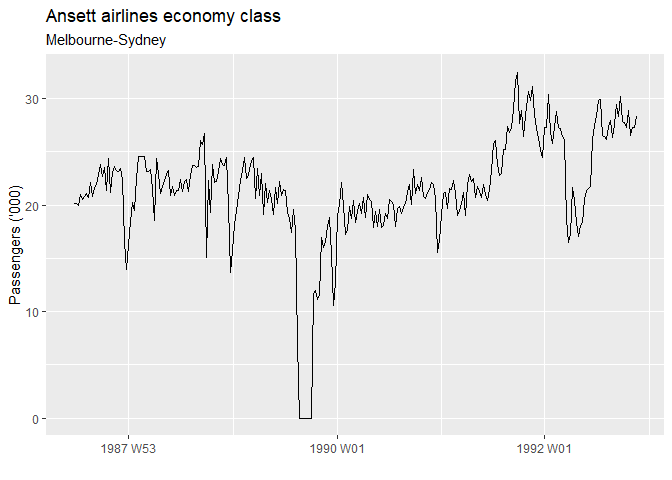 Ansett airlines economy class
Melbourne-Sydney
Passengers ('000)
30
20
10
0
1987 W53
1990 W01
1992 W01